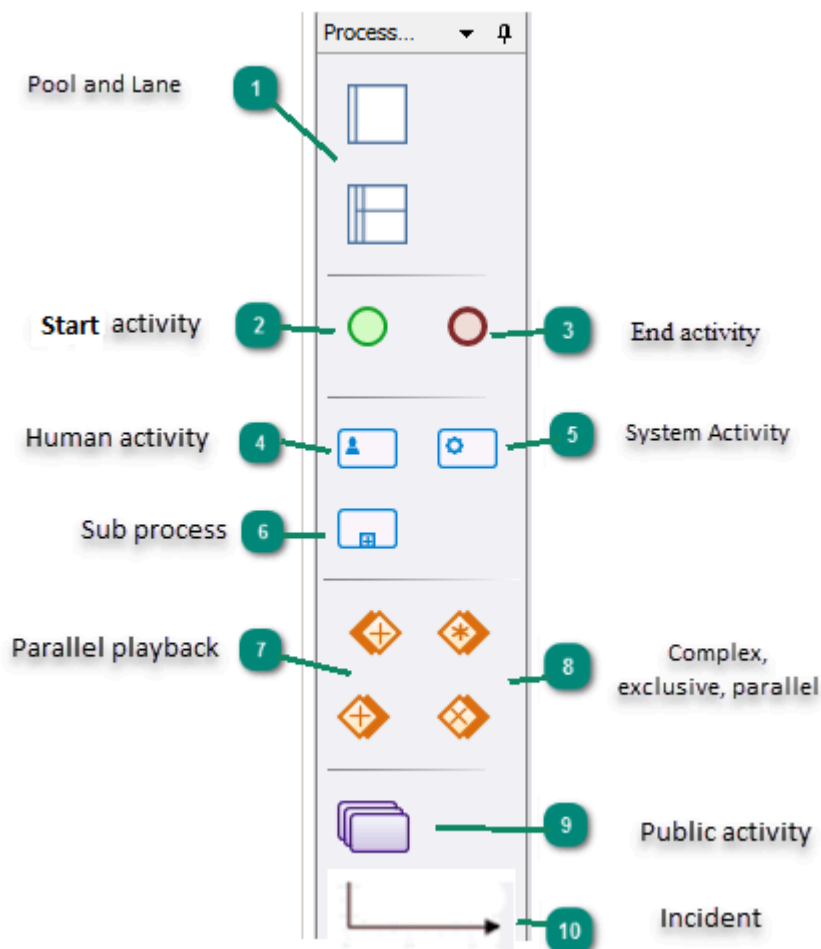 Process...
Pool and Lane
1
Start activity
2
3
End activity
Human activity
4
5
System Activity
Sub process
6
Parallel playback
7
8
Complex,
exclusive, parallel
9
Public activity
10
Incident